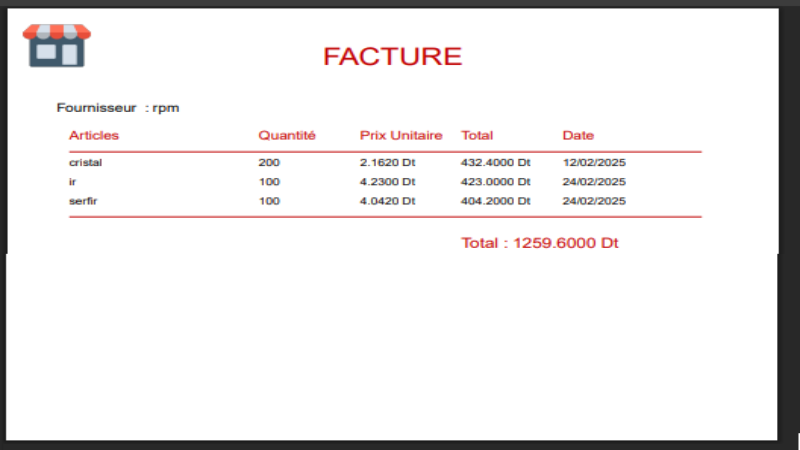 FACTURE
Fournisseur : rpm
Articles Quantité Prix Unitaire Total Date
cristal 200 2.1620 Dt 432.4000 Dt 12/02/2025
ir 100 4.2300 Dt 423.0000 Dt 24/02/2025
serfir 100 4.0420 Dt 404.2000 Dt 24/02/2025
Total : 1259.6000 Dt